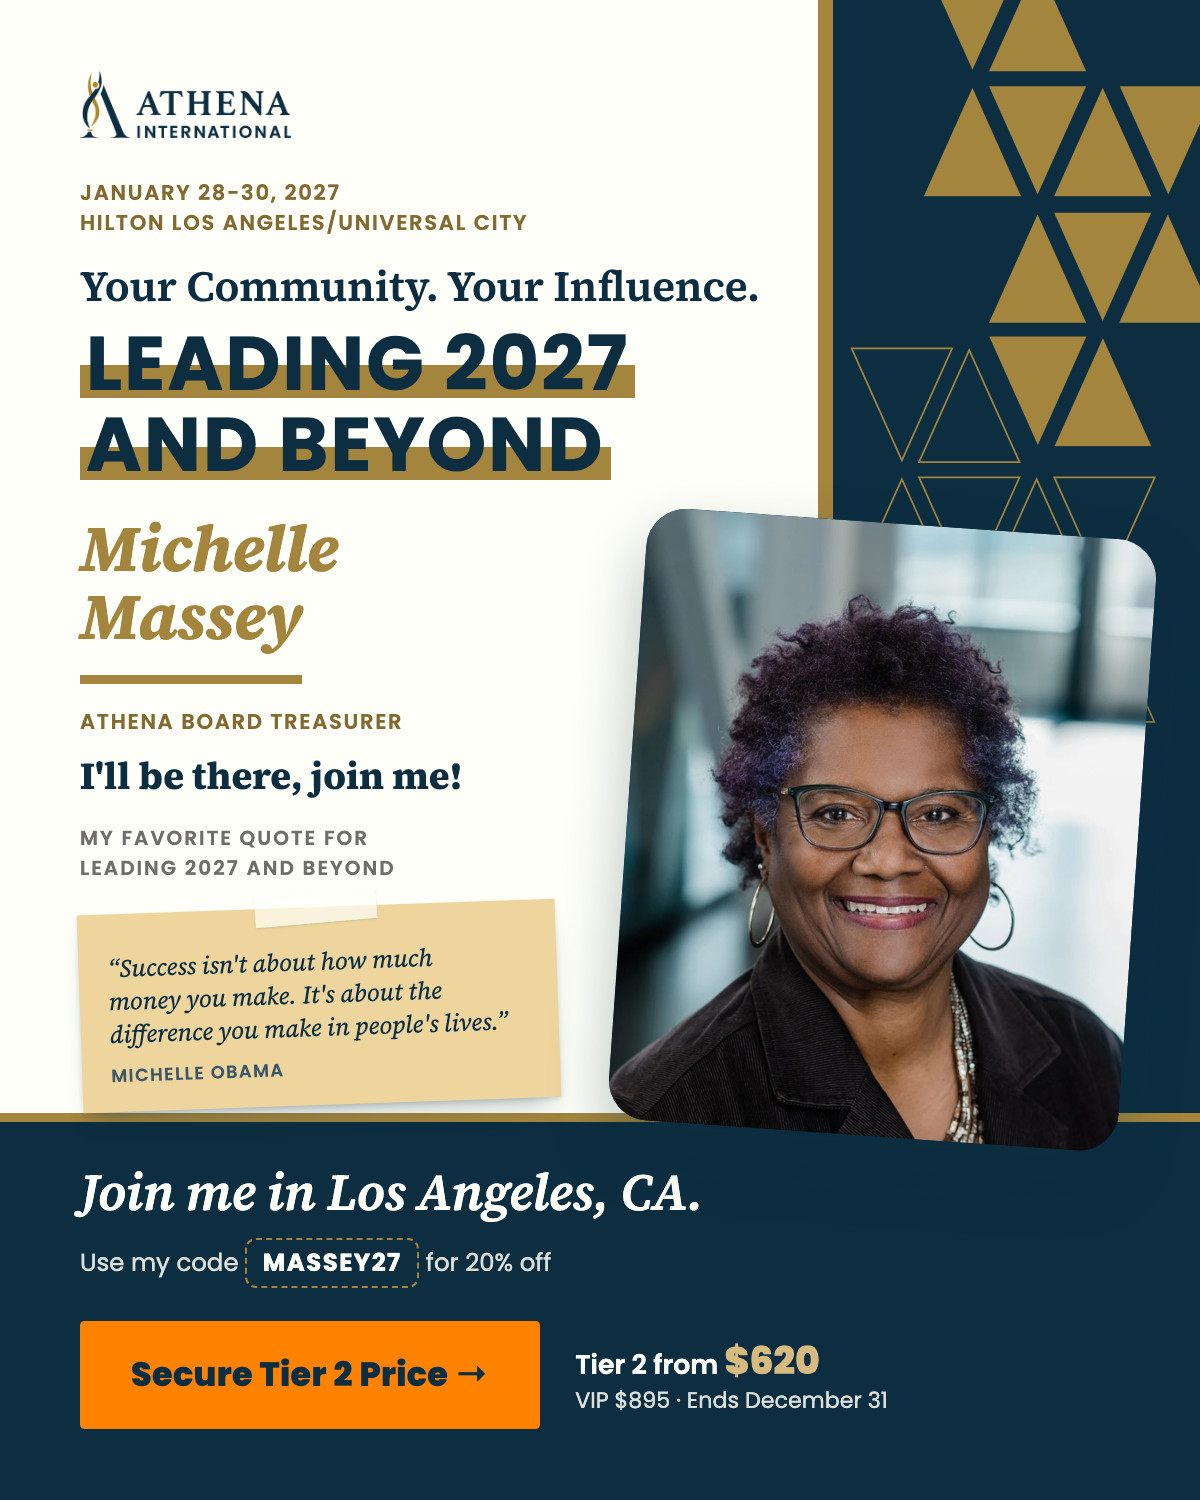 ATHENA
INTERNATIONAL
JANUARY 28-30, 2027
HILTON LOS ANGELES/UNIVERSAL CITY
Your Community. Your Influence.
LEADING 2027
AND BEYOND
Michelle
Massey
ATHENA BOARD TREASURER
I'll be there, join me!
MY FAVORITE QUOTE FOR
LEADING 2027 AND BEYOND
“Success isn't about how much
money you make. It's about the
difference you make in people's lives.”
MICHELLE OBAMA
Join me in Los Angeles, CA.
Use my code MASSEY27 for 20% off
Secure Tier 2 Price →
Tier 2 from $620
VIP $895 · Ends December 31